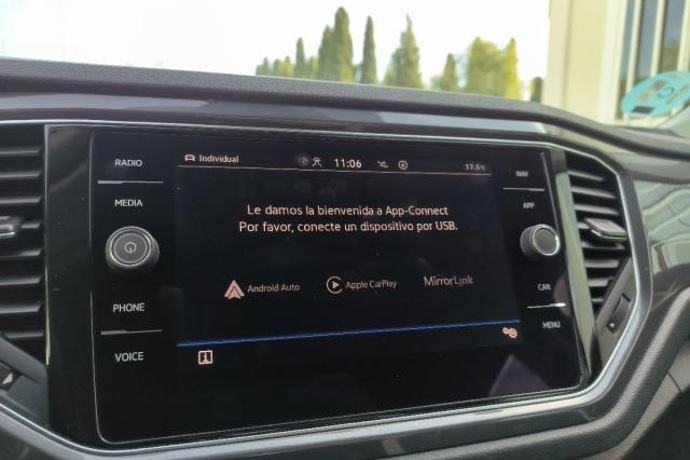 RADIO
MEDIA
PHONE
VOICE
Individual
11:06
17.5°
Le damos la bienvenida a App-Connect
Por favor, conecte un dispositivo por USB.
Android Auto
Apple CarPlay
MirrorLink
NAV
APP
CAR
MENU